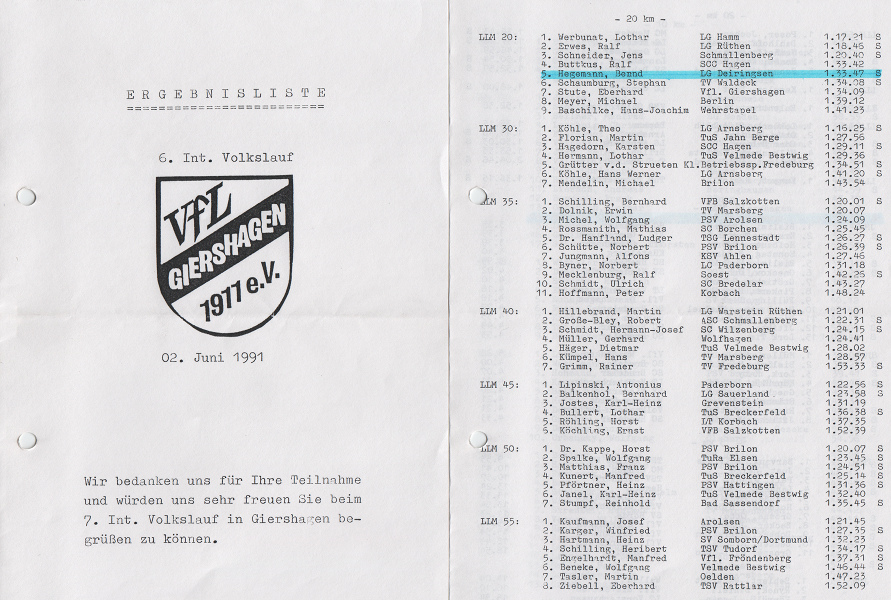 ERGEBNISLISTE
=======================
6. Int. Volkslauf
VfL
GIERSHAGEN
1911 e.V.
02. Juni 1991
Wir bedanken uns für Ihre Teilnahme
und würden uns sehr freuen Sie beim
7. Int. Volkslauf in Giershagen be-
grüßen zu können.
- 20 km -
LLM 20: 1. Werbunat, Lothar LG Hamm 1.17.21 S
2. Erwes, Ralf LG Rüthen 1.18.46 S
3. Schneider, Jens Schmallenberg 1.20.40 S
4. Buttkus, Ralf SCC Hagen 1.33.42
5. Hegemann, Bernd LG Deiringsen 1.33.47 S
6. Schaumburg, Stephan TV Waldeck 1.34.08 S
7. Stute, Eberhard Vfl. Giershagen 1.34.09
8. Meyer, Michael Berlin 1.39.12
9. Baschilke, Hans-Joachim Wehrstapel 1.41.23
LLM 30: 1. Köhle, Theo LG Arnsberg 1.16.25 S
2. Florian, Martin TuS Jahn Berge 1.27.56
3. Hagedorn, Karsten SCC Hagen 1.29.11 S
4. Hermann, Lothar TuS Velmede Bestwig 1.29.36
5. Grütter v.d. Strueten Kl. Betriebssp.Fredeburg 1.34.51 S
6. Köhle, Hans Werner LG Arnsberg 1.41.20 S
7. Mendelin, Michael Brilon 1.43.54
LLM 35: 1. Schilling, Bernhard VFB Salzkotten 1.20.01 S
2. Dolnik, Erwin TV Marsberg 1.20.07
3. Michel, Wolfgang PSV Arolsen 1.24.09
4. Rossmanith, Mathias SC Borchen 1.25.45
5. Dr. Hanfland, Ludger TSG Lennestadt 1.26.27 S
6. Schütte, Norbert PSV Brilon 1.26.39 S
7. Jungmann, Alfons KSV Ahlen 1.27.46
8. Byner, Norbert LC Paderborn 1.31.18
9. Mecklenburg, Ralf Soest 1.42.25 S
10. Schmidt, Ulrich SC Bredelar 1.43.27
11. Hoffmann, Peter Korbach 1.48.24
LLM 40: 1. Hillebrand, Martin LG Warstein Rüthen 1.21.01
2. Große-Bley, Robert ASC Schmallenberg 1.22.31 S
3. Schmidt, Hermann-Josef SC Wilzenberg 1.24.15 S
4. Müller, Gerhard Wolfhagen 1.24.41
5. Häger, Dietmar TuS Velmede Bestwig 1.28.02
6. Kümpel, Hans TV Marsberg 1.28.57
7. Grimm, Rainer TV Fredeburg 1.53.33 S
LLM 45: 1. Lipinski, Antonius Paderborn 1.22.56 S
2. Balkenhol, Bernhard LG Sauerland 1.23.58 S
3. Jostes, Karl-Heinz Grevenstein 1.31.19
4. Bullert, Lothar TuS Breckerfeld 1.36.38 S
5. Röhling, Horst LT Korbach 1.37.35
6. Köchling, Ernst VFB Salzkotten 1.52.39
LLM 50: 1. Dr. Kappe, Horst PSV Brilon 1.20.07 S
2. Spalke, Wolfgang TuRa Elsen 1.23.45 S
3. Matthias, Franz PSV Brilon 1.24.51 S
4. Kunert, Manfred TuS Breckerfeld 1.25.14 S
5. Pförtner, Heinz PSV Hattingen 1.31.36 S
6. Janel, Karl-Heinz TuS Velmede Bestwig 1.32.40
7. Stumpf, Reinhold Bad Sassendorf 1.35.45 S
LLM 55: 1. Kaufmann, Josef Arolsen 1.21.45
2. Karger, Winfried PSV Brilon 1.27.35 S
3. Hartmann, Heinz SV Somborn/Dortmund 1.32.23
4. Schilling, Heribert TSV Tudorf 1.34.17 S
5. Engelhardt, Manfred Vfl. Fröndenberg 1.37.31 S
6. Beneke, Wolfgang Velmede Bestwig 1.46.44 S
7. Tasler, Martin Oelden 1.47.23
8. Ziebell, Eberhard TSV Rattlar 1.52.09